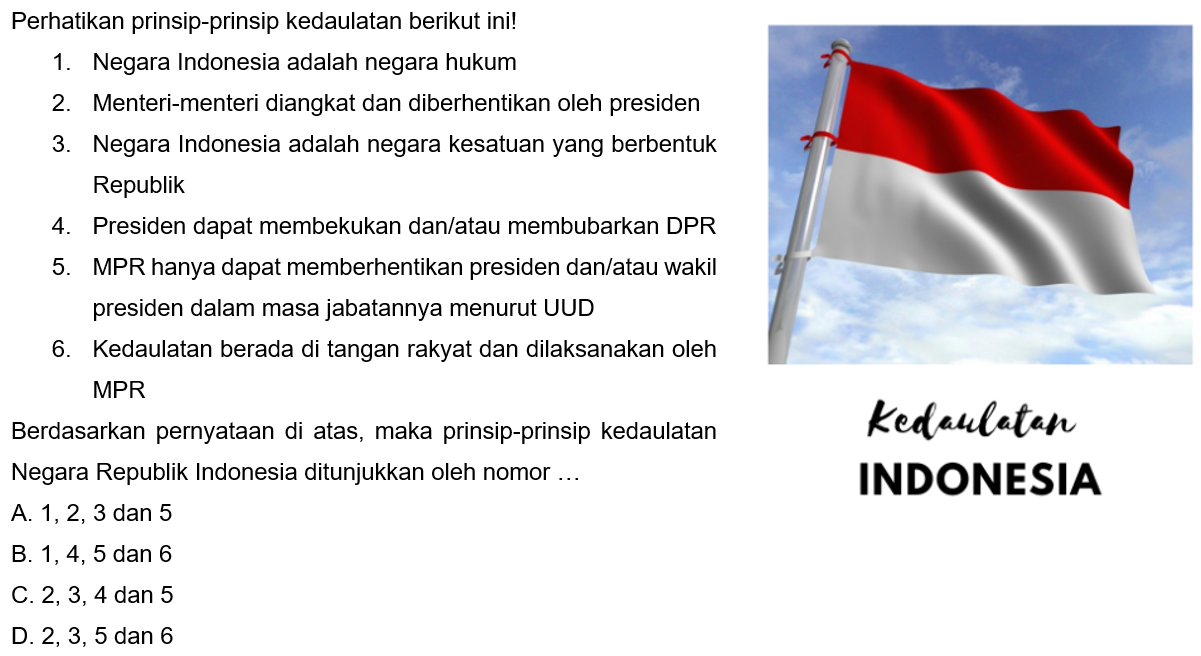 Perhatikan prinsip-prinsip kedaulatan berikut ini!
1. Negara Indonesia adalah negara hukum
2. Menteri-menteri diangkat dan diberhentikan oleh presiden
3. Negara Indonesia adalah negara kesatuan yang berbentuk
Republik
4. Presiden dapat membekukan dan/atau membubarkan DPR
5. MPR hanya dapat memberhentikan presiden dan/atau wakil
presiden dalam masa jabatannya menurut UUD
6. Kedaulatan berada di tangan rakyat dan dilaksanakan oleh
MPR
Berdasarkan pernyataan di atas, maka prinsip-prinsip kedaulatan
Negara Republik Indonesia ditunjukkan oleh nomor …
A. 1, 2, 3 dan 5
B. 1, 4, 5 dan 6
C. 2, 3, 4 dan 5
D. 2, 3, 5 dan 6
Kedaulatan
INDONESIA